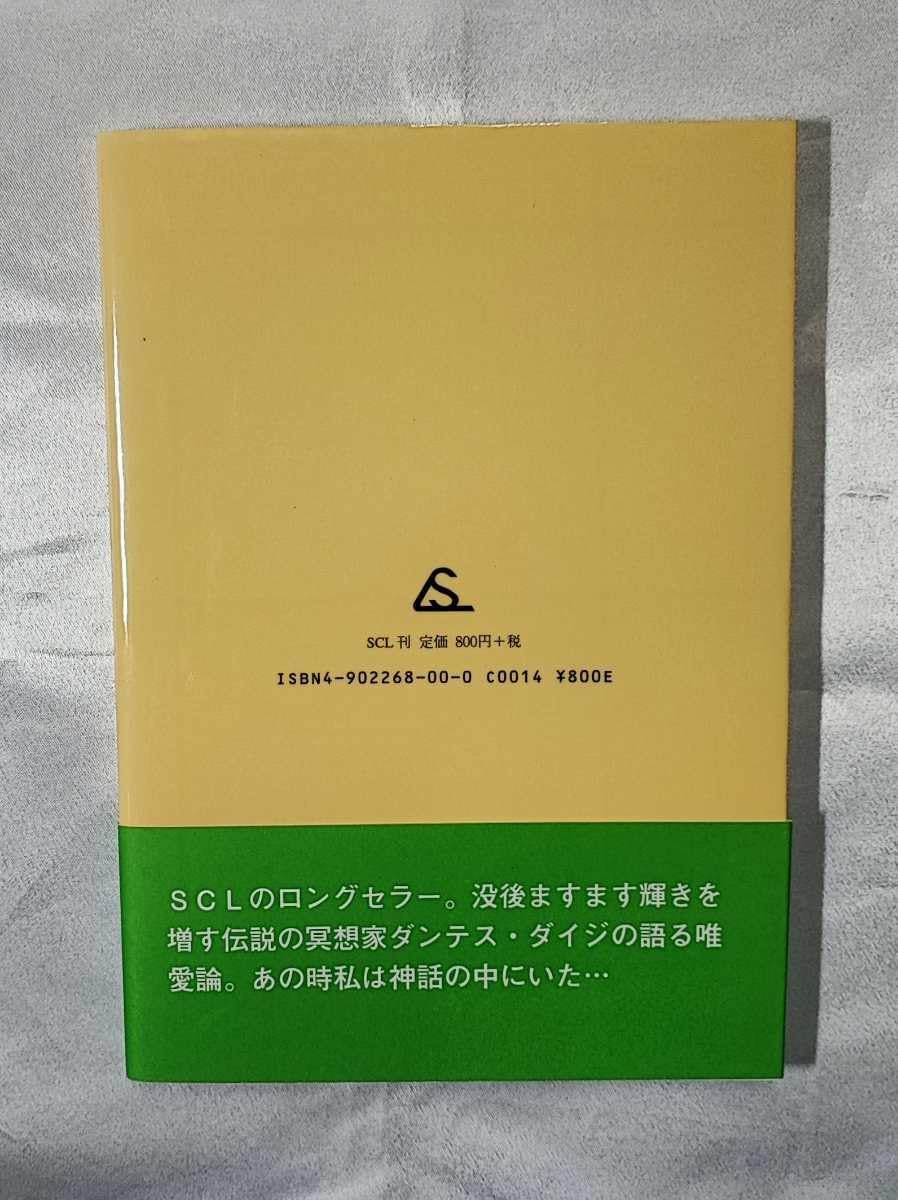 SCL刊 定価 800円＋税
ISBN4-902268-00-0 C0014 ¥800E
ＳＣＬのロングセラー。没後ますます輝きを
増す伝説の冥想家ダンテス・ダイジの語る唯
愛論。あの時私は神話の中にいた…